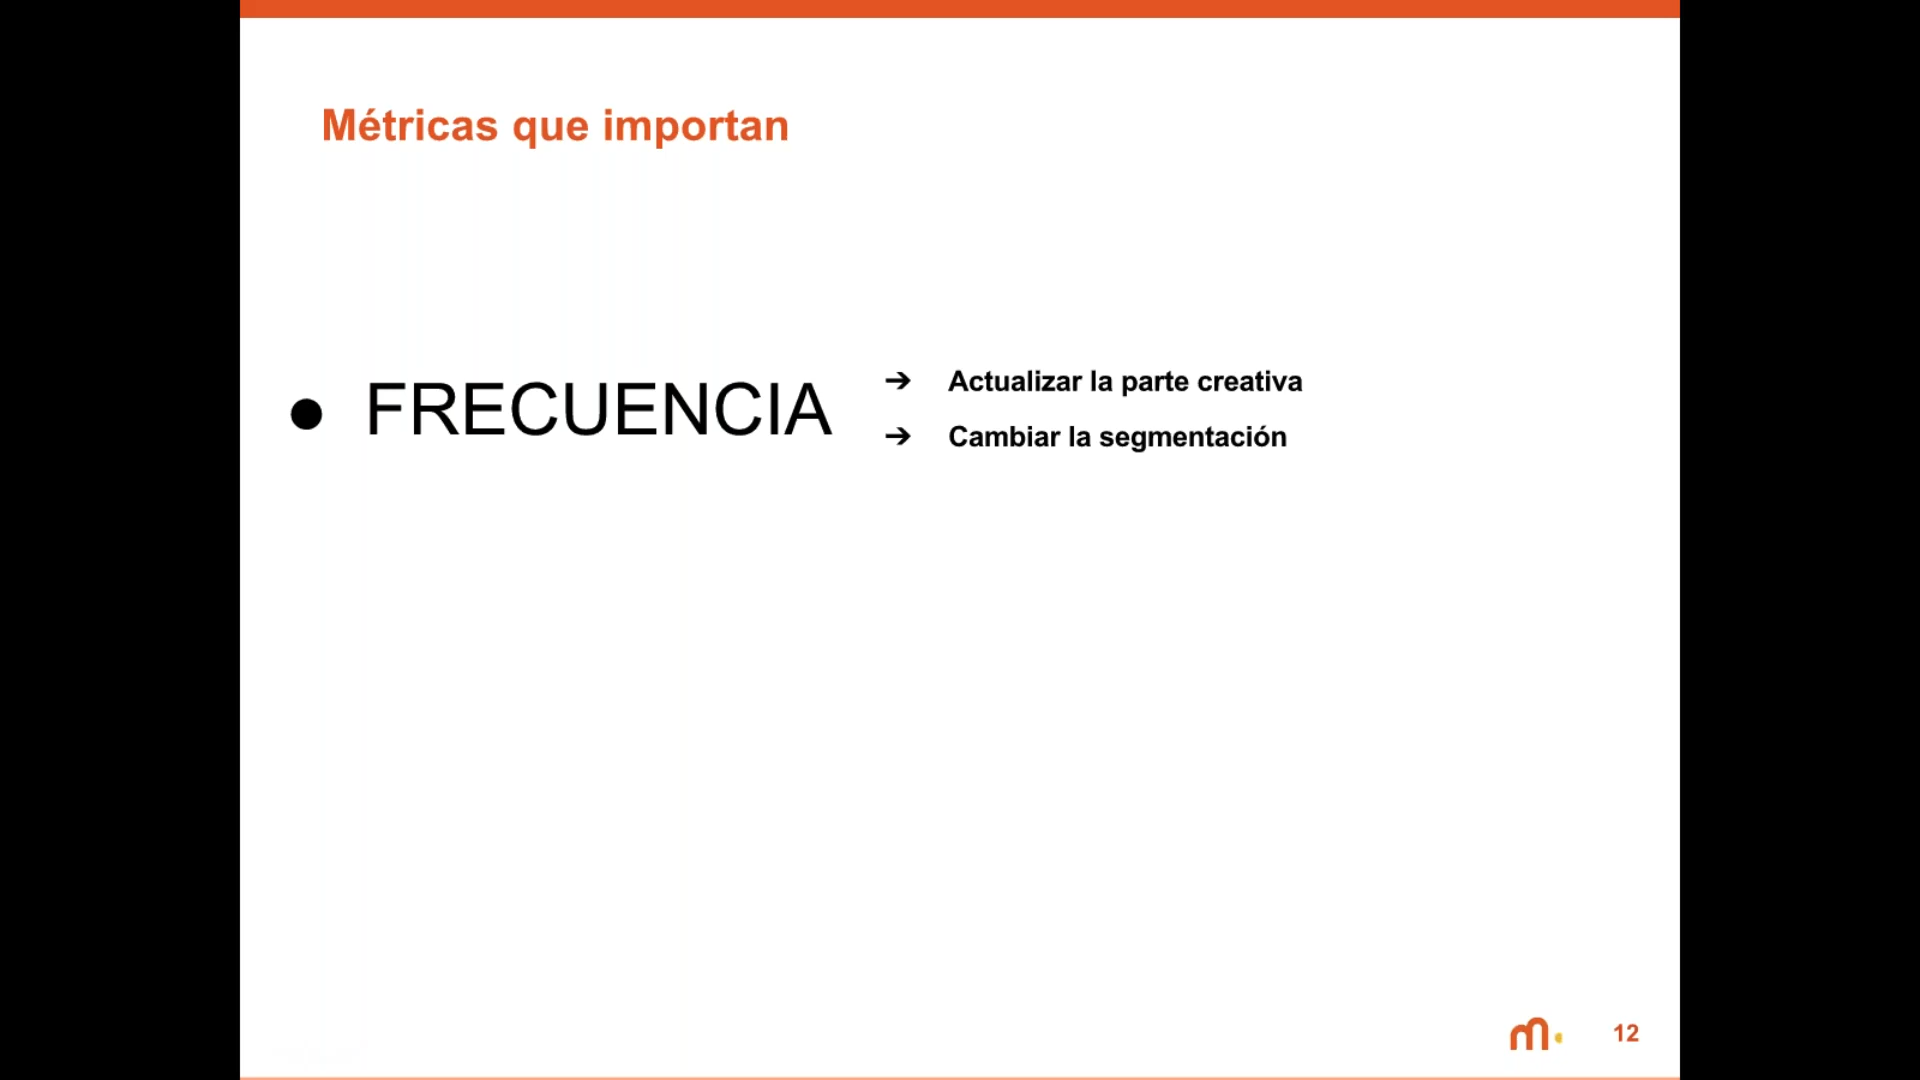 Métricas que importan
● FRECUENCIA
➔ Actualizar la parte creativa
➔ Cambiar la segmentación
m.
12